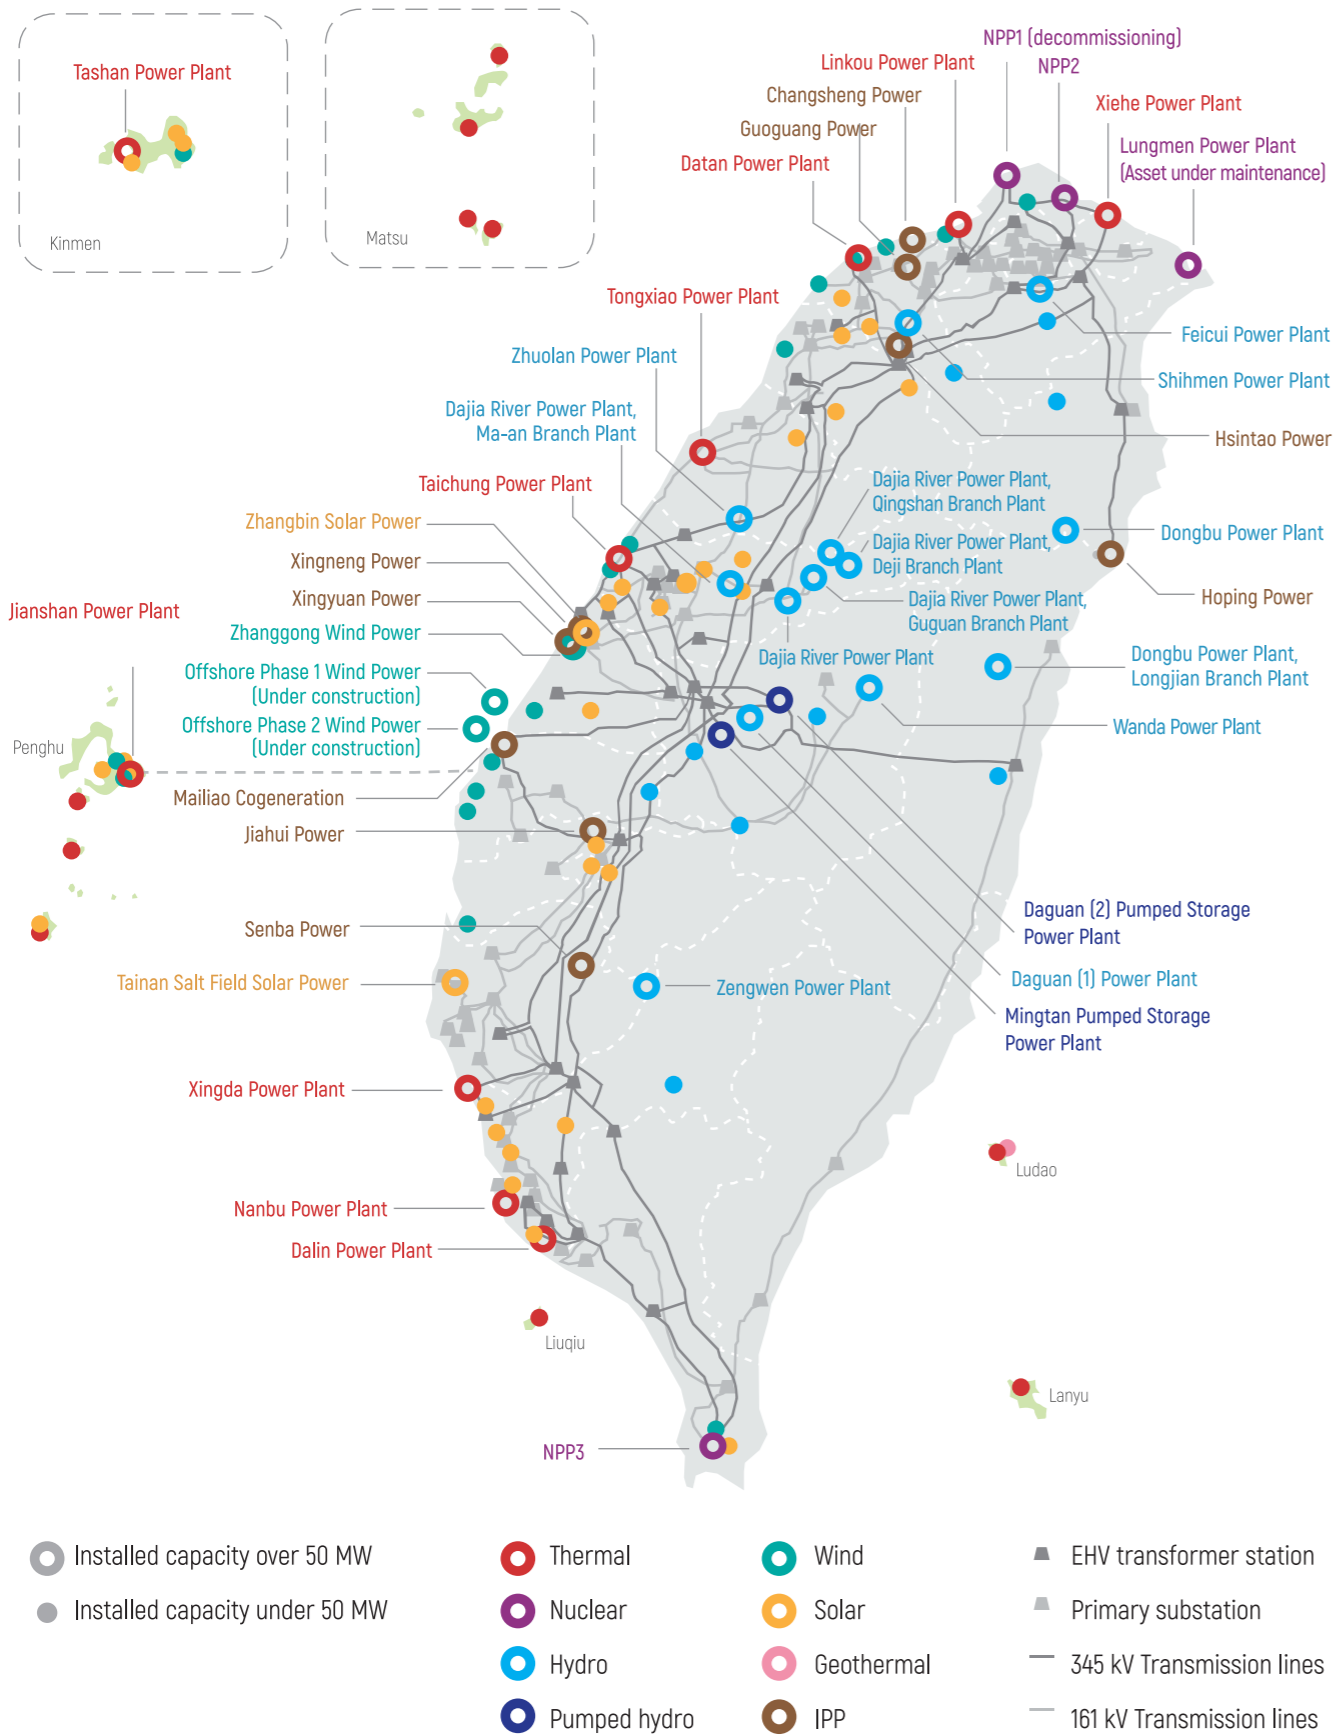 NPP1 (decommissioning)
Linkou Power Plant
NPP2
Tashan Power Plant
Changsheng Power
Xiehe Power Plant
Guoguang Power
Lungmen Power Plant
(Asset under maintenance)
Datan Power Plant
Kinmen
Matsu
Tongxiao Power Plant
Feicui Power Plant
Zhuolan Power Plant
Shihmen Power Plant
Dajia River Power Plant,
Ma-an Branch Plant
Hsintao Power
Taichung Power Plant
Dajia River Power Plant,
Qingshan Branch Plant
Zhangbin Solar Power
Dongbu Power Plant
Dajia River Power Plant,
Deji Branch Plant
Xingneng Power
Xingyuan Power
Hoping Power
Dajia River Power Plant,
Guguan Branch Plant
Jianshan Power Plant
Zhanggong Wind Power
Dajia River Power Plant
Dongbu Power Plant,
Longjian Branch Plant
Offshore Phase 1 Wind Power
(Under construction)
Offshore Phase 2 Wind Power
(Under construction)
Wanda Power Plant
Penghu
Mailiao Cogeneration
Jiahui Power
Daguan (2) Pumped Storage
Power Plant
Senba Power
Daguan (1) Power Plant
Tainan Salt Field Solar Power
Zengwen Power Plant
Mingtan Pumped Storage
Power Plant
Xingda Power Plant
Ludao
Nanbu Power Plant
Dalin Power Plant
Liuqiu
Lanyu
NPP3
Installed capacity over 50 MW
Installed capacity under 50 MW
Thermal
Nuclear
Hydro
Pumped hydro
Wind
Solar
Geothermal
IPP
EHV transformer station
Primary substation
345 kV Transmission lines
161 kV Transmission lines